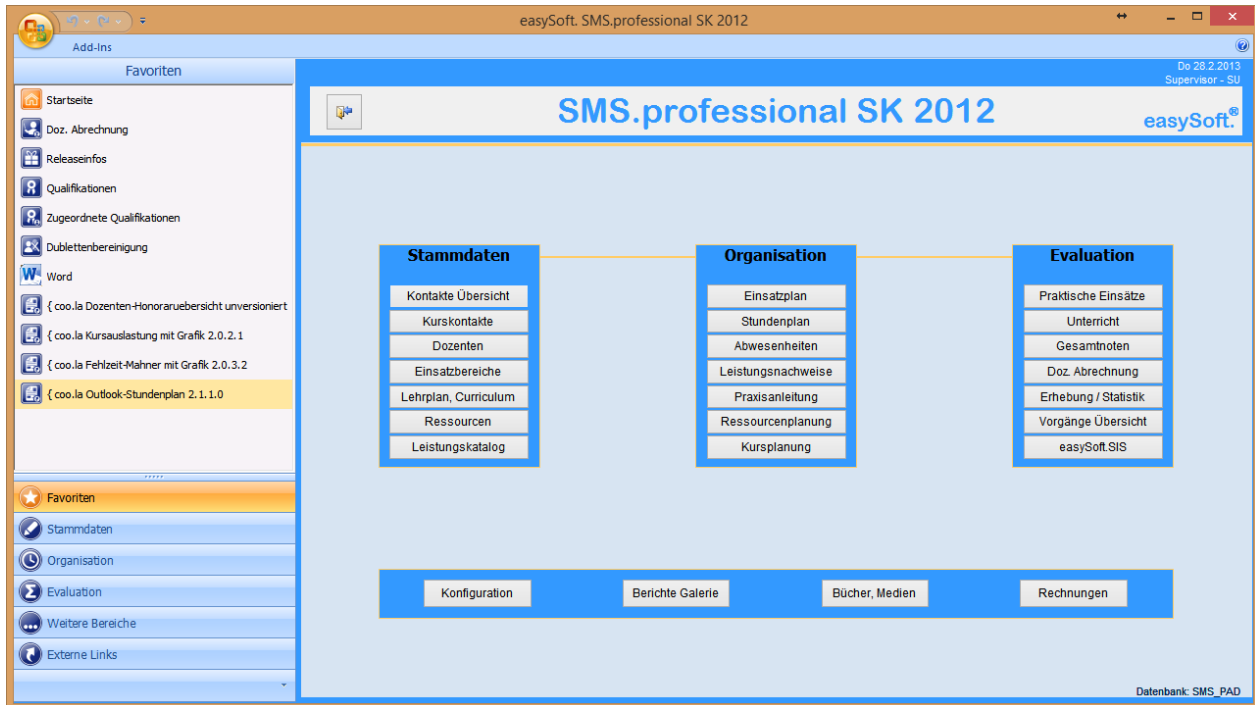 easySoft. SMS.professional SK 2012
Add-Ins
Favoriten
Startseite
Doz. Abrechnung
Releaseinfos
Qualifikationen
Zugeordnete Qualifikationen
Dublettenbereinigung
Word
{ coo.la Dozenten-Honoraruebersicht unversioniert
{ coo.la Kursauslastung mit Grafik 2.0.2.1
{ coo.la Fehlzeit-Mahner mit Grafik 2.0.3.2
{ coo.la Outlook-Stundenplan 2.1.1.0
Favoriten
Stammdaten
Organisation
Evaluation
Weitere Bereiche
Externe Links
Do 28.2.2013
Supervisor - SU
SMS.professional SK 2012
easySoft.®
Stammdaten
Kontakte Übersicht
Kurskontakte
Dozenten
Einsatzbereiche
Lehrplan, Curriculum
Ressourcen
Leistungskatalog
Organisation
Einsatzplan
Stundenplan
Abwesenheiten
Leistungsnachweise
Praxisanleitung
Ressourcenplanung
Kursplanung
Evaluation
Praktische Einsätze
Unterricht
Gesamtnoten
Doz. Abrechnung
Erhebung / Statistik
Vorgänge Übersicht
easySoft.SIS
Konfiguration
Berichte Galerie
Bücher, Medien
Rechnungen
Datenbank: SMS_PAD